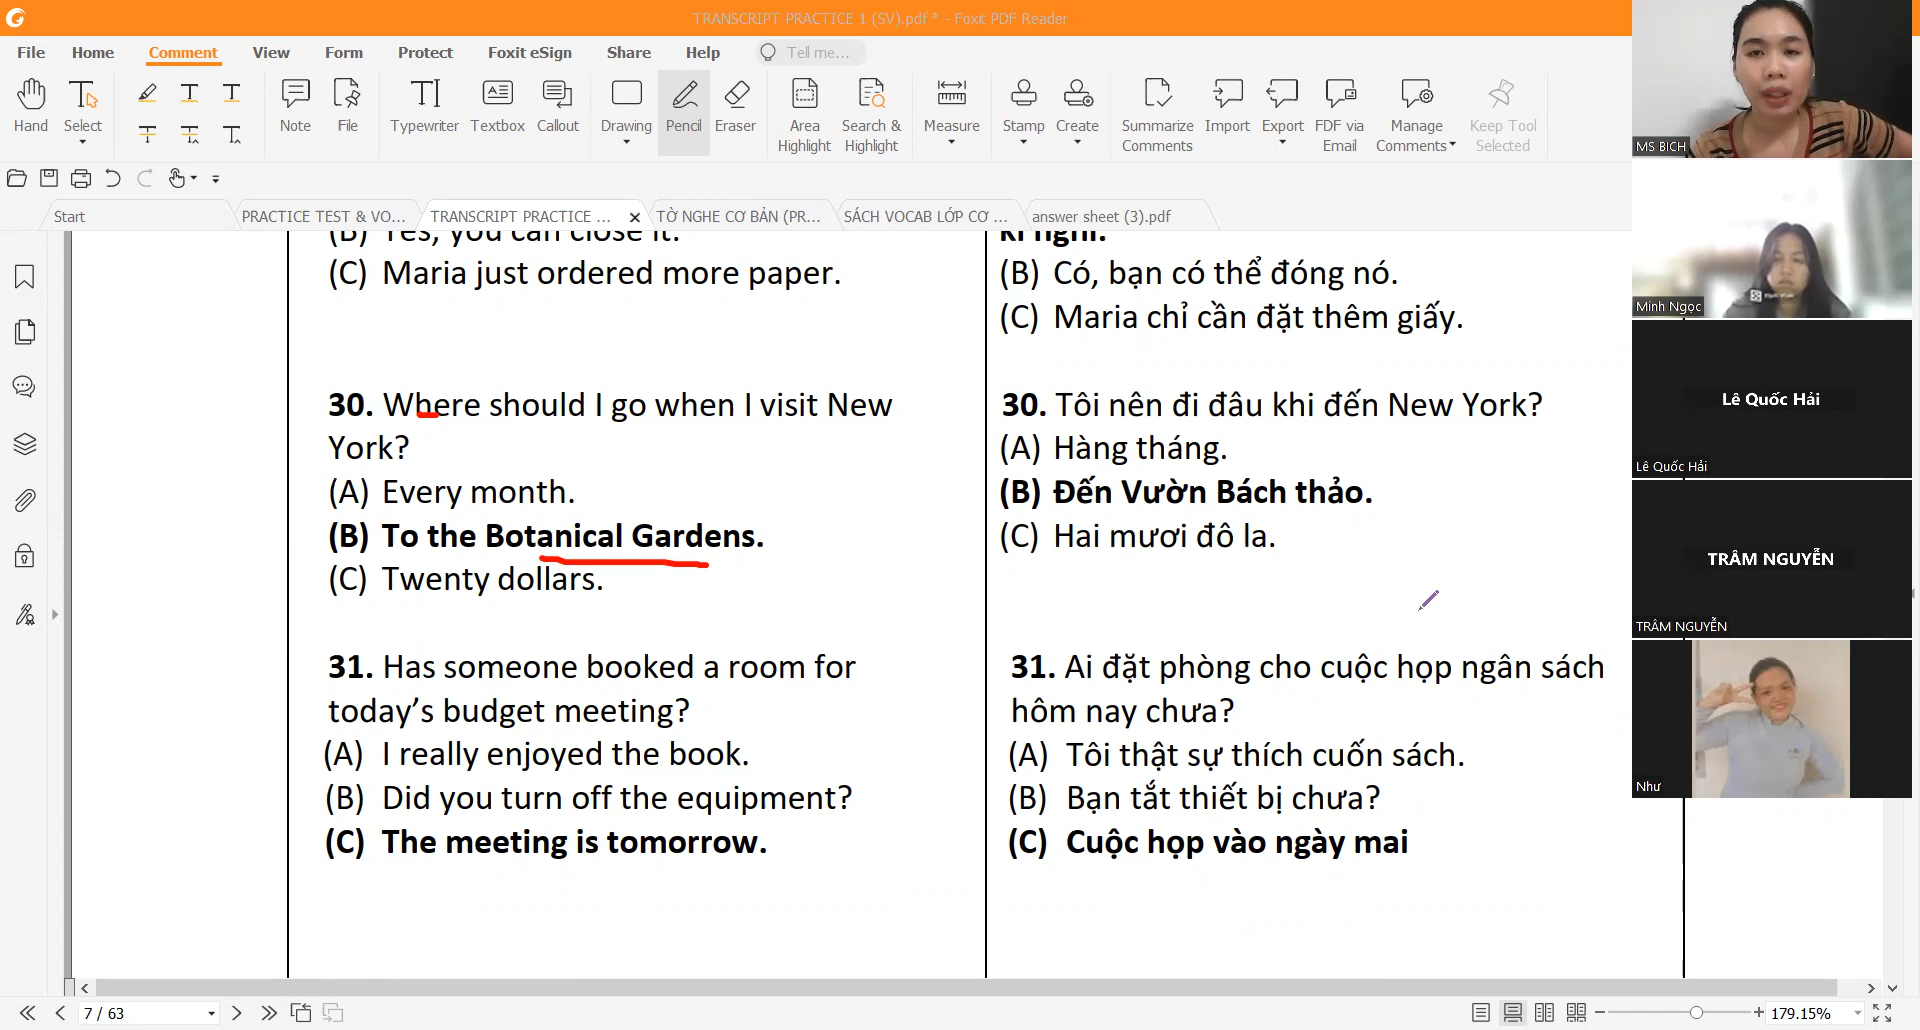 TRANSCRIPT PRACTICE 1 (SV).pdf * - Foxit PDF Reader
File Home Comment View Form Protect Foxit eSign Share Help Tell me...
Hand Select Note File Typewriter Textbox Callout Drawing Pencil Eraser Area Highlight Search & Highlight Measure Stamp Create Summarize Comments Import Export FDF via Email Manage Comments Keep Tool Selected
Start PRACTICE TEST & VO... TRANSCRIPT PRACTICE ... TỜ NGHE CƠ BẢN (PR... SÁCH VOCAB LỚP CƠ ... answer sheet (3).pdf
(B) Yes, you can close it.
(C) Maria just ordered more paper.
30. Where should I go when I visit New
York?
(A) Every month.
(B) To the Botanical Gardens.
(C) Twenty dollars.
31. Has someone booked a room for
today’s budget meeting?
(A) I really enjoyed the book.
(B) Did you turn off the equipment?
(C) The meeting is tomorrow.
kì nghỉ.
(B) Có, bạn có thể đóng nó.
(C) Maria chỉ cần đặt thêm giấy.
30. Tôi nên đi đâu khi đến New York?
(A) Hàng tháng.
(B) Đến Vườn Bách thảo.
(C) Hai mươi đô la.
31. Ai đặt phòng cho cuộc họp ngân sách
hôm nay chưa?
(A) Tôi thật sự thích cuốn sách.
(B) Bạn tắt thiết bị chưa?
(C) Cuộc họp vào ngày mai
MS BICH
Minh Ngọc
Lê Quốc Hải
Lê Quốc Hải
TRÂM NGUYỄN
TRÂM NGUYỄN
Như
7 / 63
179.15%